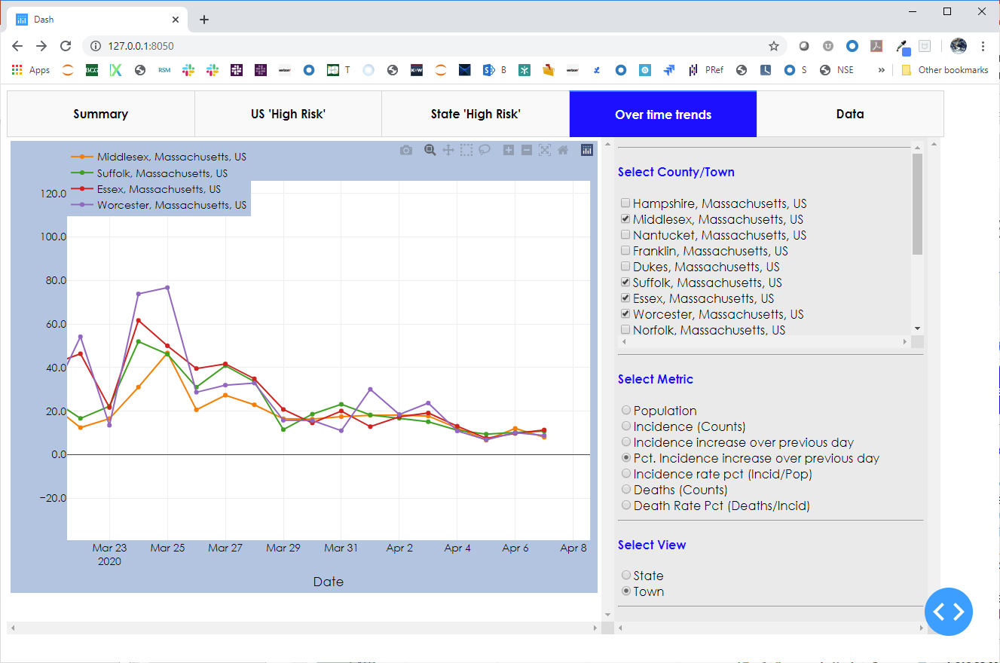 Dash
127.0.0.1:8050
Apps BCG RSM verizon T K▪W B verizon PRef S NSE » Other bookmarks
Summary US 'High Risk' State 'High Risk' Over time trends Data
Middlesex, Massachusetts, US
Suffolk, Massachusetts, US
Essex, Massachusetts, US
Worcester, Massachusetts, US
120.0
100.0
80.0
60.0
40.0
20.0
0.0
−20.0
Mar 23 Mar 25 Mar 27 Mar 29 Mar 31 Apr 2 Apr 4 Apr 6 Apr 8
2020
Date
Select County/Town
Hampshire, Massachusetts, US
Middlesex, Massachusetts, US
Nantucket, Massachusetts, US
Franklin, Massachusetts, US
Dukes, Massachusetts, US
Suffolk, Massachusetts, US
Essex, Massachusetts, US
Worcester, Massachusetts, US
Norfolk, Massachusetts, US
Select Metric
Population
Incidence (Counts)
Incidence increase over previous day
Pct. Incidence increase over previous day
Incidence rate pct (Incid/Pop)
Deaths (Counts)
Death Rate Pct (Deaths/Incid)
Select View
State
Town